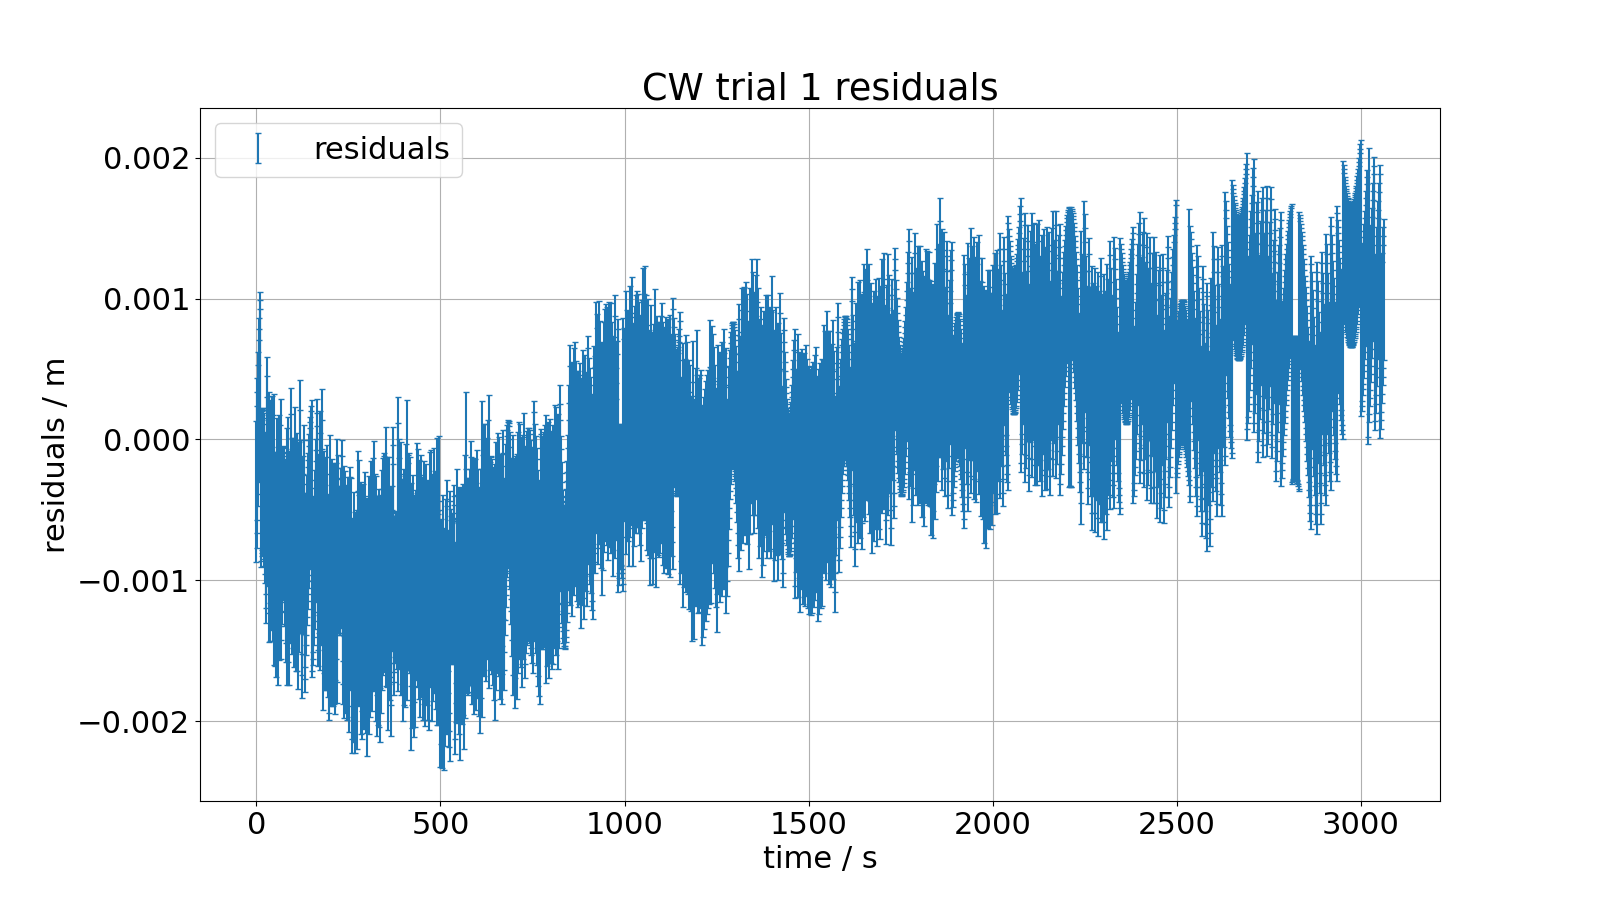 CW trial 1 residuals
residuals
0.002
0.001
0.000
−0.001
−0.002
residuals / m
0 500 1000 1500 2000 2500 3000
time / s